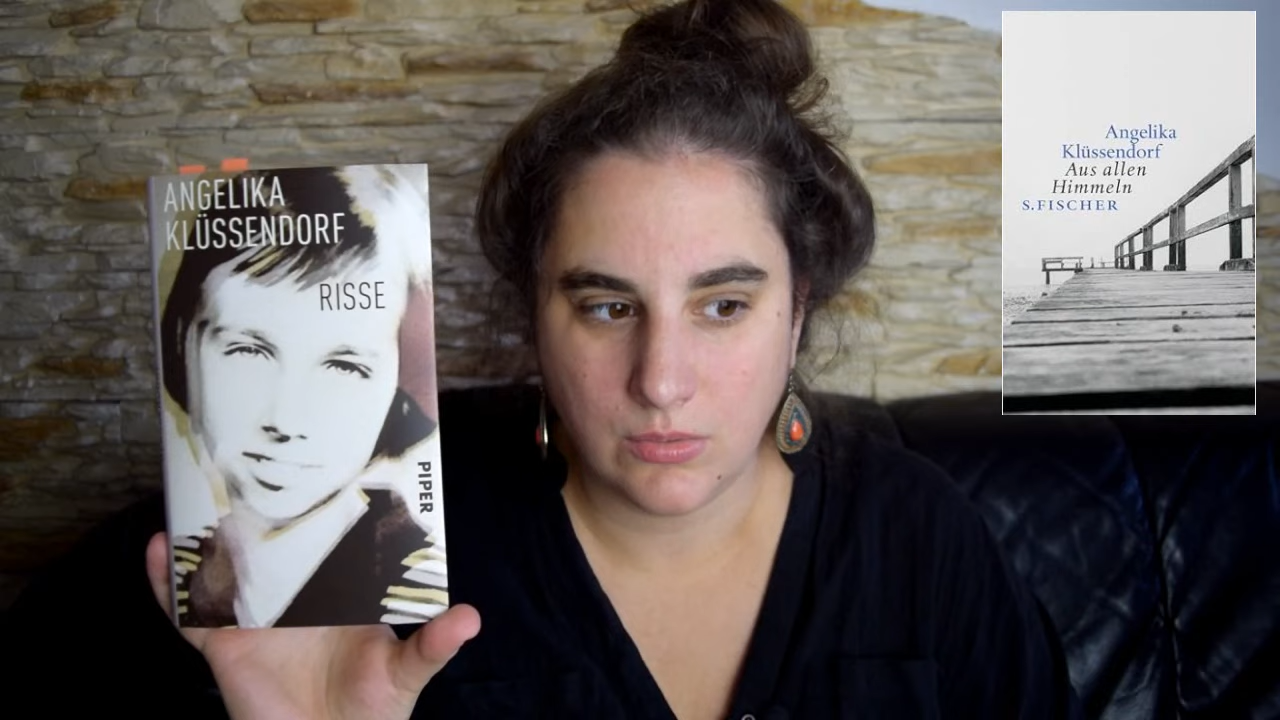 ANGELIKA
KLÜSSENDORF
RISSE
PIPER
Angelika
Klüssendorf
Aus allen
Himmeln
S.FISCHER